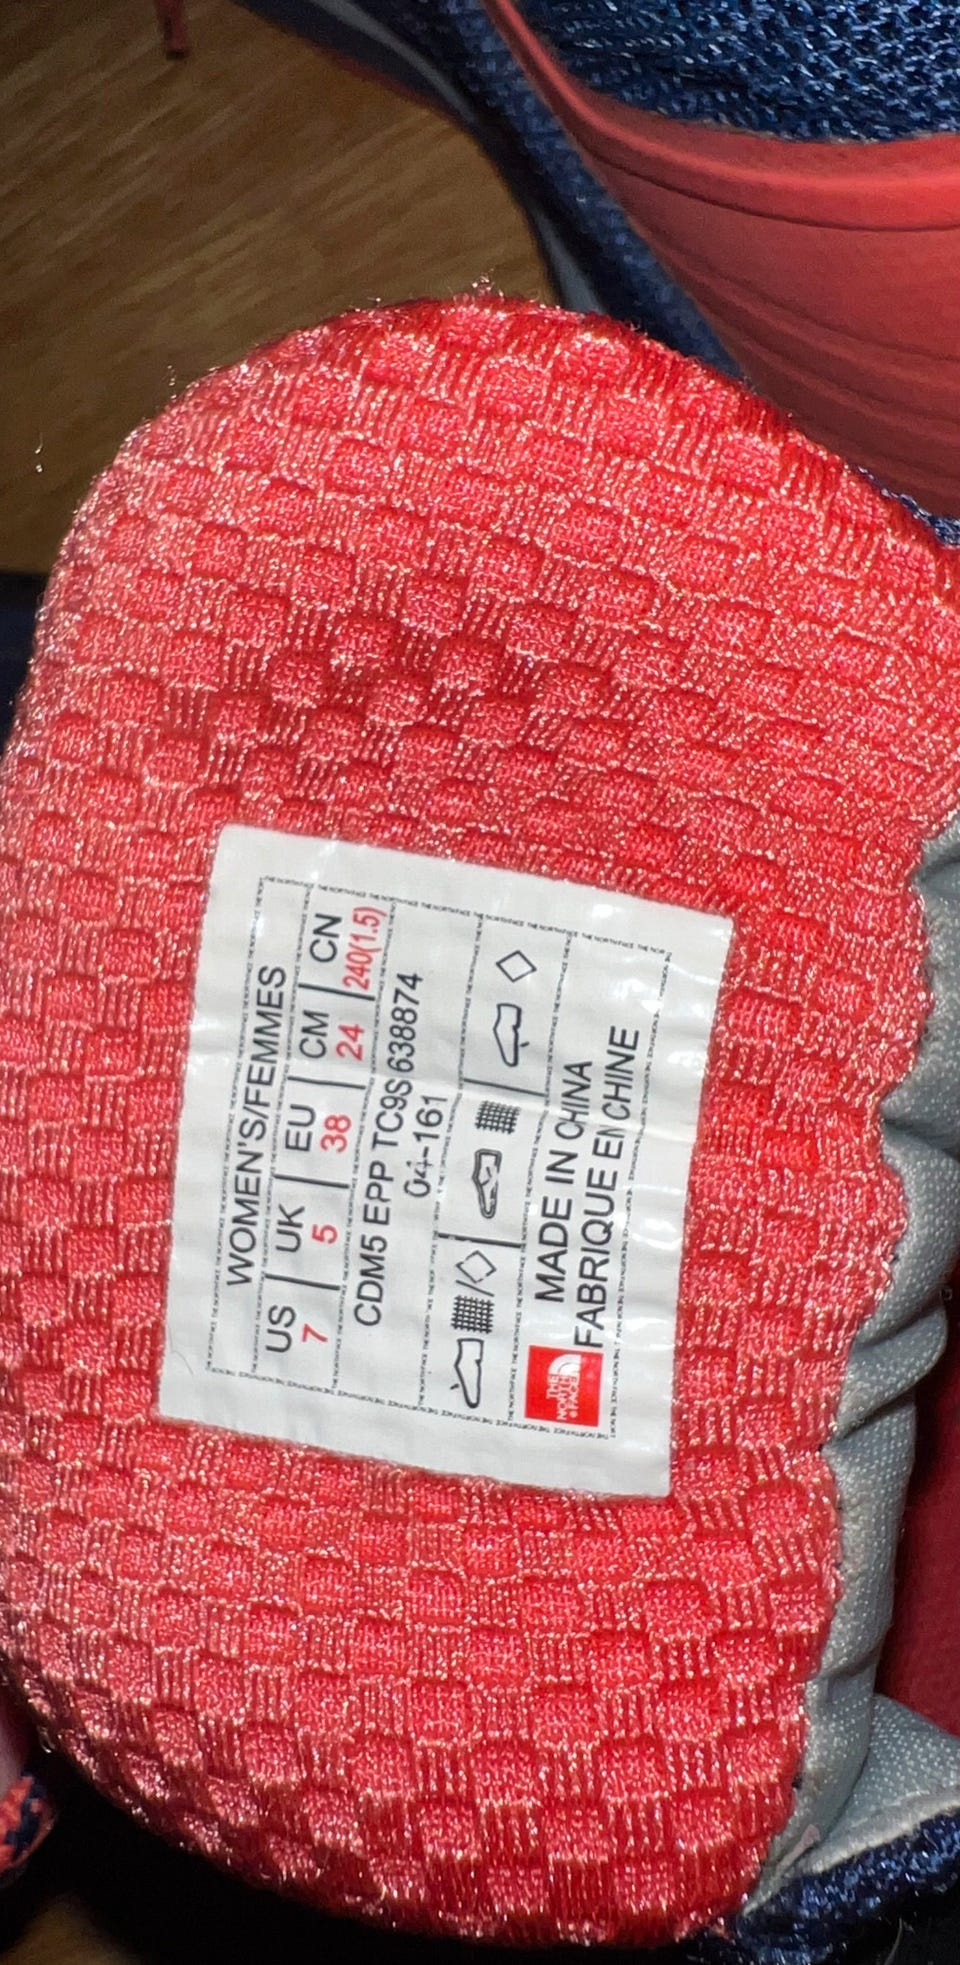 WOMEN'S/FEMMES
US | UK | EU | CM | CN
7 | 5 | 38 | 24 | 240(1.5)
CDM5 EPP TC9S 638874
04-161
MADE IN CHINA
FABRIQUE EN CHINE
THE
NORTH
FACE